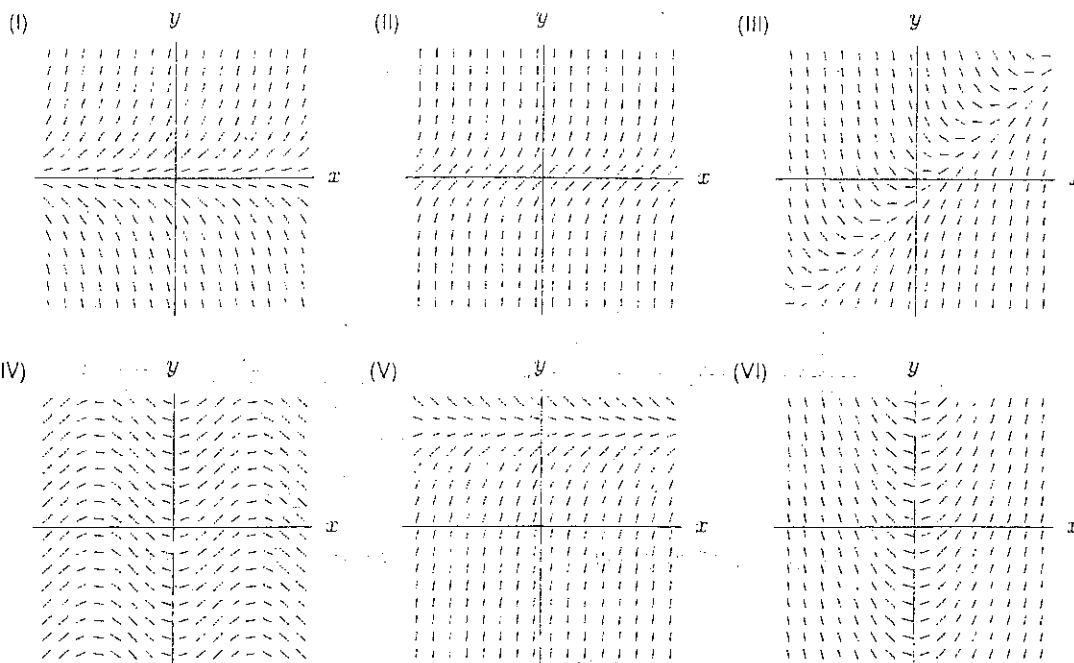 (I) y (II) y (III) y
x x x
IV) y (V) y (VI) y
x x x